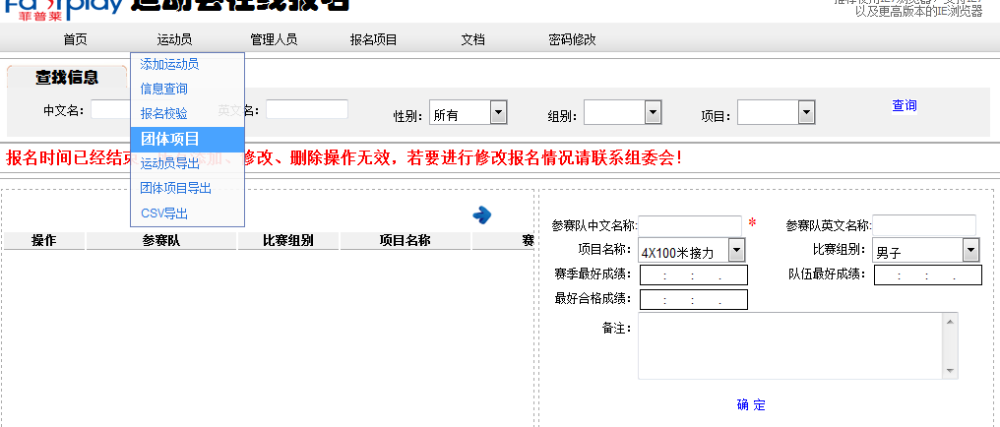 Fairplay 运动会在线报名
菲普莱
以及更高版本的IE浏览器
首页 运动员 管理人员 报名项目 文档 密码修改
添加运动员
信息查询
报名校验
团体项目
运动员导出
团体项目导出
CSV导出
查找信息
中文名: 英文名: 性别: 所有 组别: 项目: 查询
报名时间已经结束 、修改、删除操作无效,若要进行修改报名情况请联系组委会!
操作 参赛队 比赛组别 项目名称 赛
参赛队中文名称: * 参赛队英文名称:
项目名称: 4X100米接力 比赛组别: 男子
赛季最好成绩: : : . 队伍最好成绩: : : .
最好合格成绩: : : .
备注:
确 定